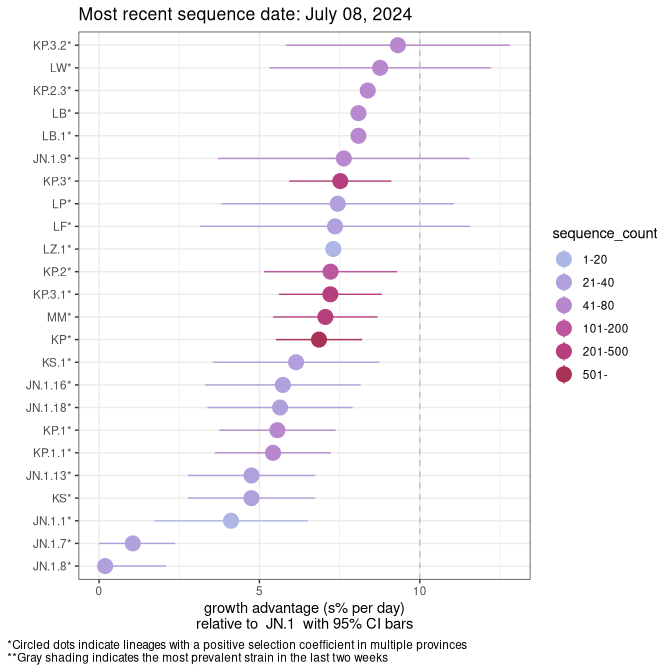 Most recent sequence date: July 08, 2024
KP.3.2*
LW*
KP.2.3*
LB*
LB.1*
JN.1.9*
KP.3*
LP*
LF*
LZ.1*
KP.2*
KP.3.1*
MM*
KP*
KS.1*
JN.1.16*
JN.1.18*
KP.1*
KP.1.1*
JN.1.13*
KS*
JN.1.1*
JN.1.7*
JN.1.8*
0 5 10
growth advantage (s% per day)
relative to JN.1 with 95% CI bars
sequence_count
1-20
21-40
41-80
101-200
201-500
501-
*Circled dots indicate lineages with a positive selection coefficient in multiple provinces
**Gray shading indicates the most prevalent strain in the last two weeks